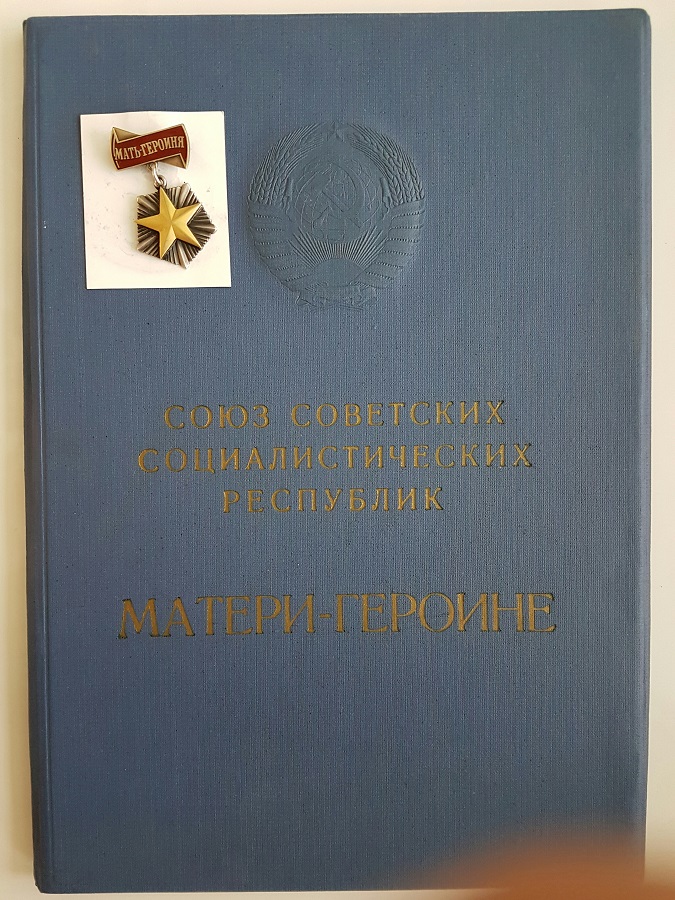 МАТЬ-ГЕРОИНЯ
СОЮЗ СОВЕТСКИХ
СОЦИАЛИСТИЧЕСКИХ
РЕСПУБЛИК
МАТЕРИ-ГЕРОИНЕ